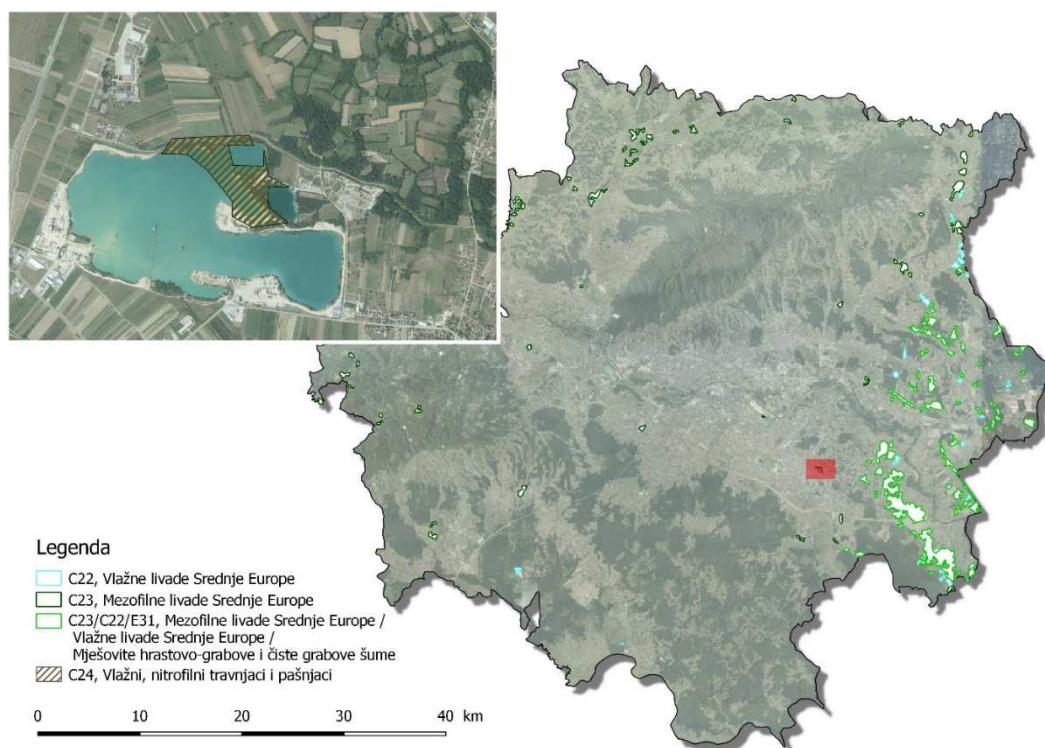 Legenda
C22, Vlažne livade Srednje Europe
C23, Mezofilne livade Srednje Europe
C23/C22/E31, Mezofilne livade Srednje Europe /
Vlažne livade Srednje Europe /
Mješovite hrastovo-grabove i čiste grabove šume
C24, Vlažni, nitrofilni travnjaci i pašnjaci
0 10 20 30 40 km